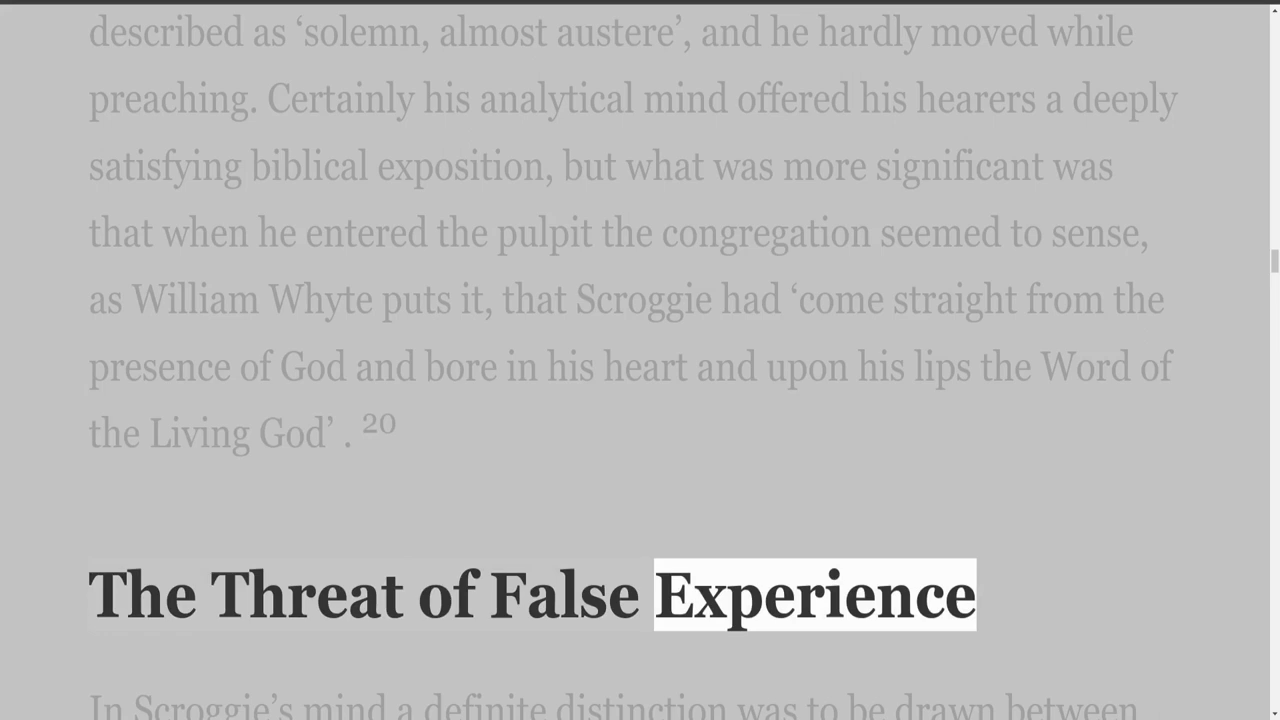 described as ‘solemn, almost austere’, and he hardly moved while
preaching. Certainly his analytical mind offered his hearers a deeply
satisfying biblical exposition, but what was more significant was
that when he entered the pulpit the congregation seemed to sense,
as William Whyte puts it, that Scroggie had ‘come straight from the
presence of God and bore in his heart and upon his lips the Word of
the Living God’ . 20
The Threat of False Experience
In Scroggie’s mind a definite distinction was to be drawn between